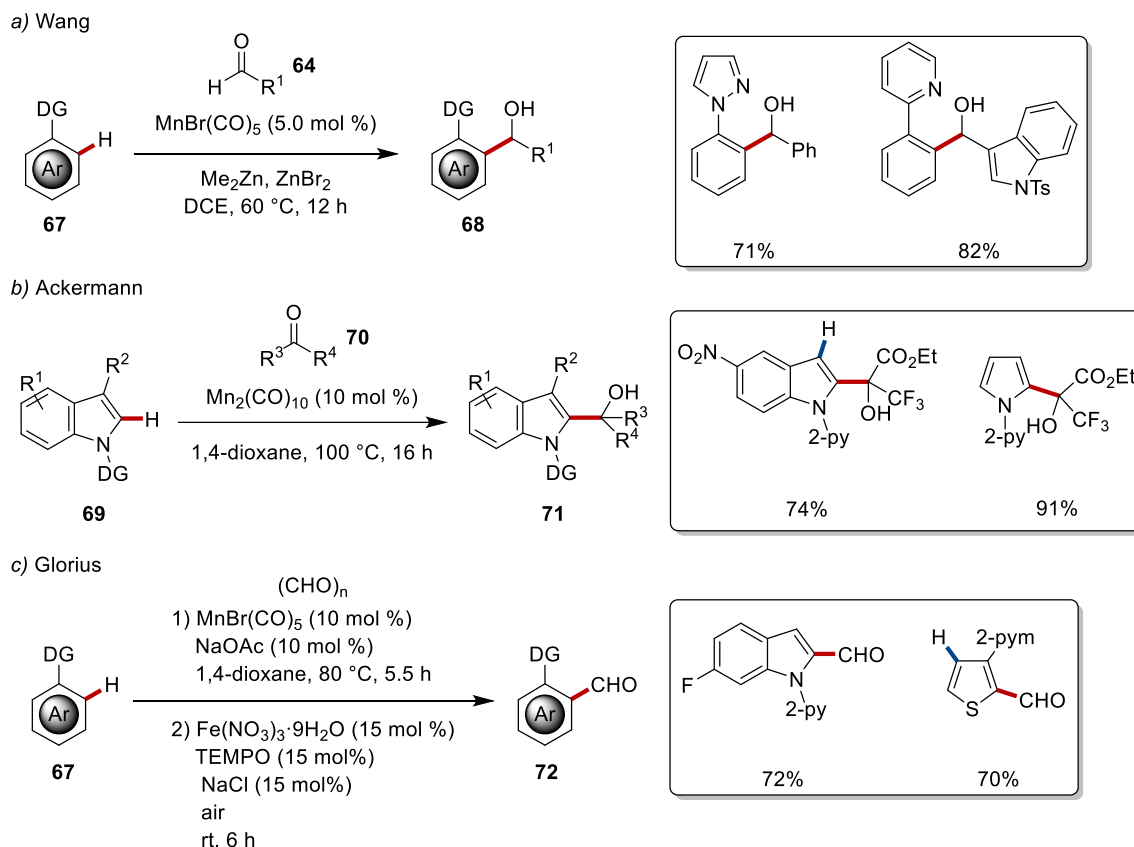 a) Wang
O
H
R¹
64
DG
H
Ar
67
MnBr(CO)₅ (5.0 mol %)
Me₂Zn, ZnBr₂
DCE, 60 °C, 12 h
DG
OH
Ar
R¹
68
N
N
OH
Ph
71%
N
OH
NTs
82%
b) Ackermann
O
R³
R⁴
70
R¹
R²
H
N
DG
69
Mn₂(CO)₁₀ (10 mol %)
1,4-dioxane, 100 °C, 16 h
R¹
R²
OH
R³
R⁴
N
DG
71
H
O₂N
CO₂Et
CF₃
OH
N
2-py
74%
CO₂Et
N
CF₃
HO
2-py
91%
c) Glorius
(CHO)n
1) MnBr(CO)₅ (10 mol %)
NaOAc (10 mol %)
1,4-dioxane, 80 °C, 5.5 h
DG
H
Ar
67
2) Fe(NO₃)₃·9H₂O (15 mol %)
TEMPO (15 mol%)
NaCl (15 mol%)
air
rt, 6 h
DG
CHO
Ar
72
CHO
F
N
2-py
72%
H
2-pym
S
CHO
70%